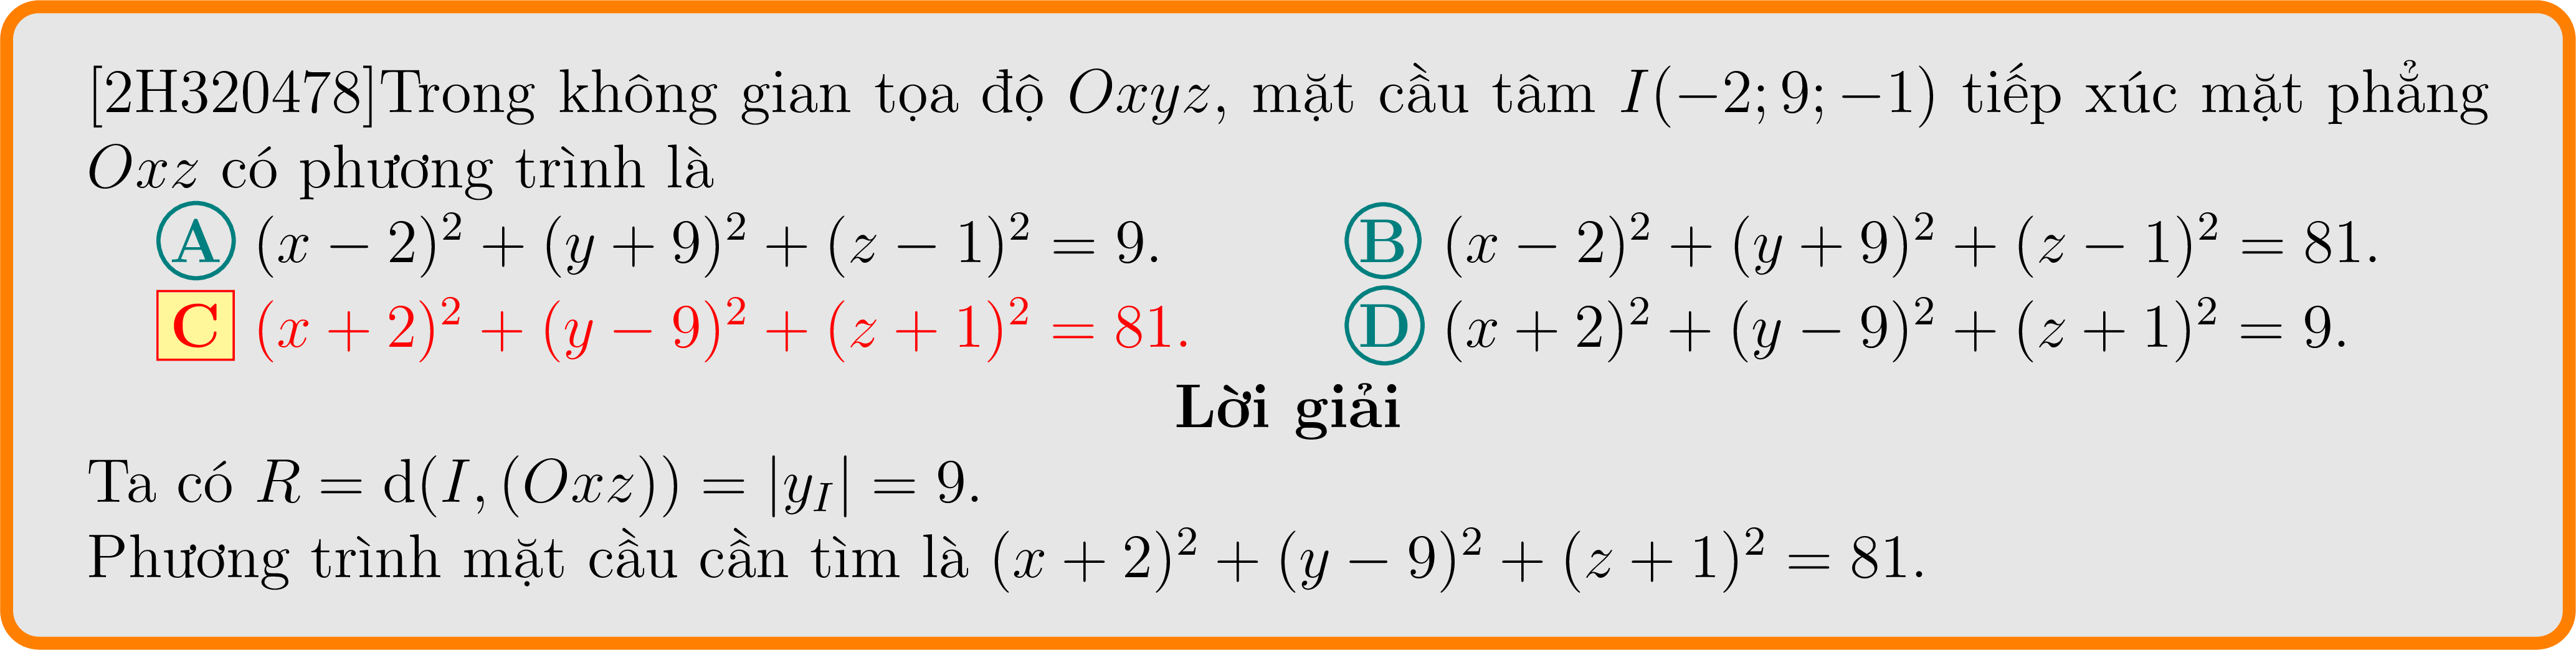 [2H320478]Trong không gian tọa độ Oxyz, mặt cầu tâm I(−2; 9; −1) tiếp xúc mặt phẳng
Oxz có phương trình là
A (x − 2)² + (y + 9)² + (z − 1)² = 9. B (x − 2)² + (y + 9)² + (z − 1)² = 81.
C (x + 2)² + (y − 9)² + (z + 1)² = 81. D (x + 2)² + (y − 9)² + (z + 1)² = 9.
Lời giải
Ta có R = d(I, (Oxz)) = |y_I| = 9.
Phương trình mặt cầu cần tìm là (x + 2)² + (y − 9)² + (z + 1)² = 81.